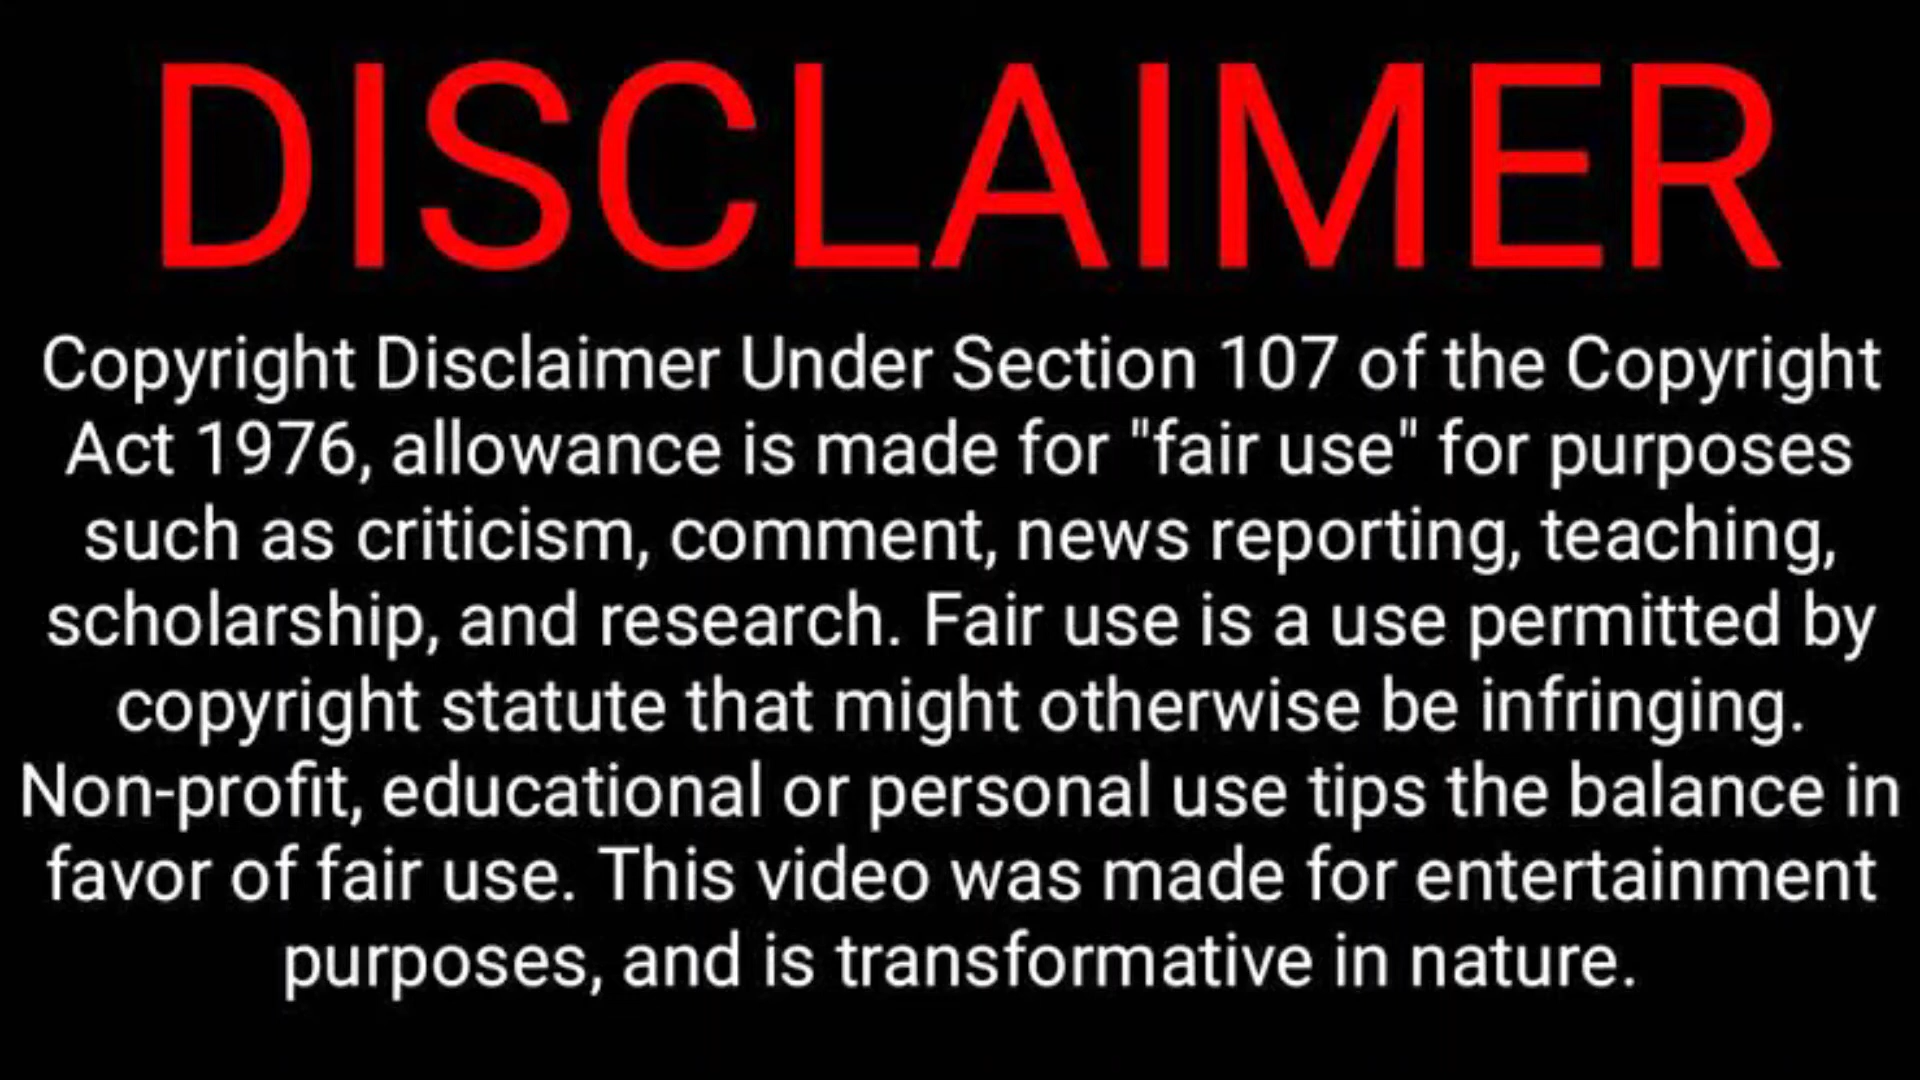 DISCLAIMER
Copyright Disclaimer Under Section 107 of the Copyright
Act 1976, allowance is made for "fair use" for purposes
such as criticism, comment, news reporting, teaching,
scholarship, and research. Fair use is a use permitted by
copyright statute that might otherwise be infringing.
Non-profit, educational or personal use tips the balance in
favor of fair use. This video was made for entertainment
purposes, and is transformative in nature.